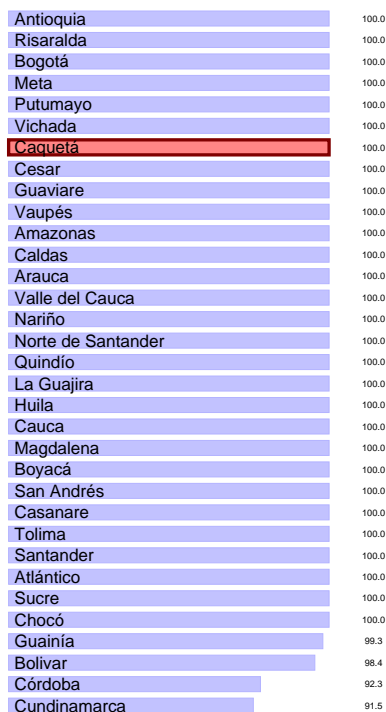 Antioquia 100.0
Risaralda 100.0
Bogotá 100.0
Meta 100.0
Putumayo 100.0
Vichada 100.0
Caquetá 100.0
Cesar 100.0
Guaviare 100.0
Vaupés 100.0
Amazonas 100.0
Caldas 100.0
Arauca 100.0
Valle del Cauca 100.0
Nariño 100.0
Norte de Santander 100.0
Quindío 100.0
La Guajira 100.0
Huila 100.0
Cauca 100.0
Magdalena 100.0
Boyacá 100.0
San Andrés 100.0
Casanare 100.0
Tolima 100.0
Santander 100.0
Atlántico 100.0
Sucre 100.0
Chocó 100.0
Guainía 99.3
Bolivar 98.4
Córdoba 92.3
Cundinamarca 91.5